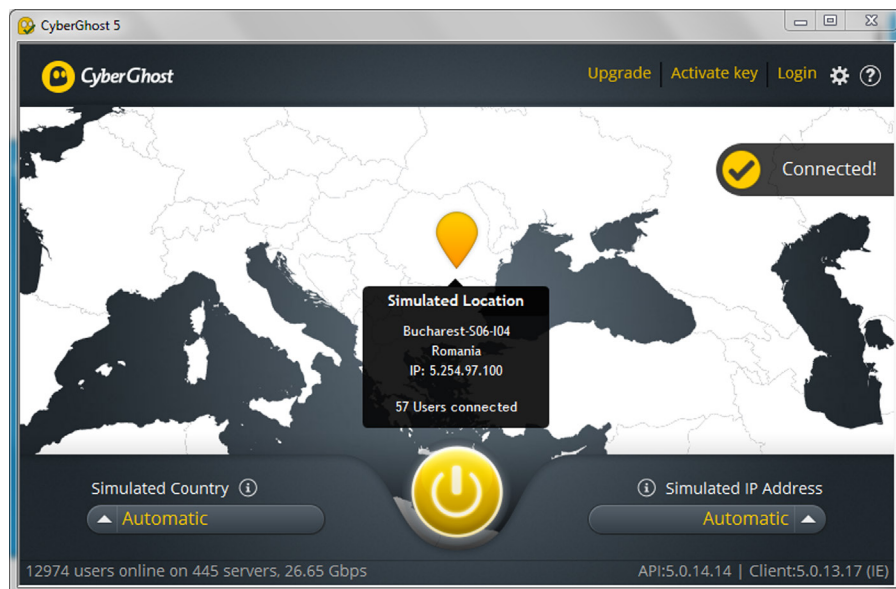 CyberGhost 5
CyberGhost
Upgrade Activate key Login ?
Connected!
Simulated Location
Bucharest-S06-I04
Romania
IP: 5.254.97.100
57 Users connected
Simulated Country i
Automatic
i Simulated IP Address
Automatic
12974 users online on 445 servers, 26.65 Gbps
API:5.0.14.14 | Client:5.0.13.17 (IE)